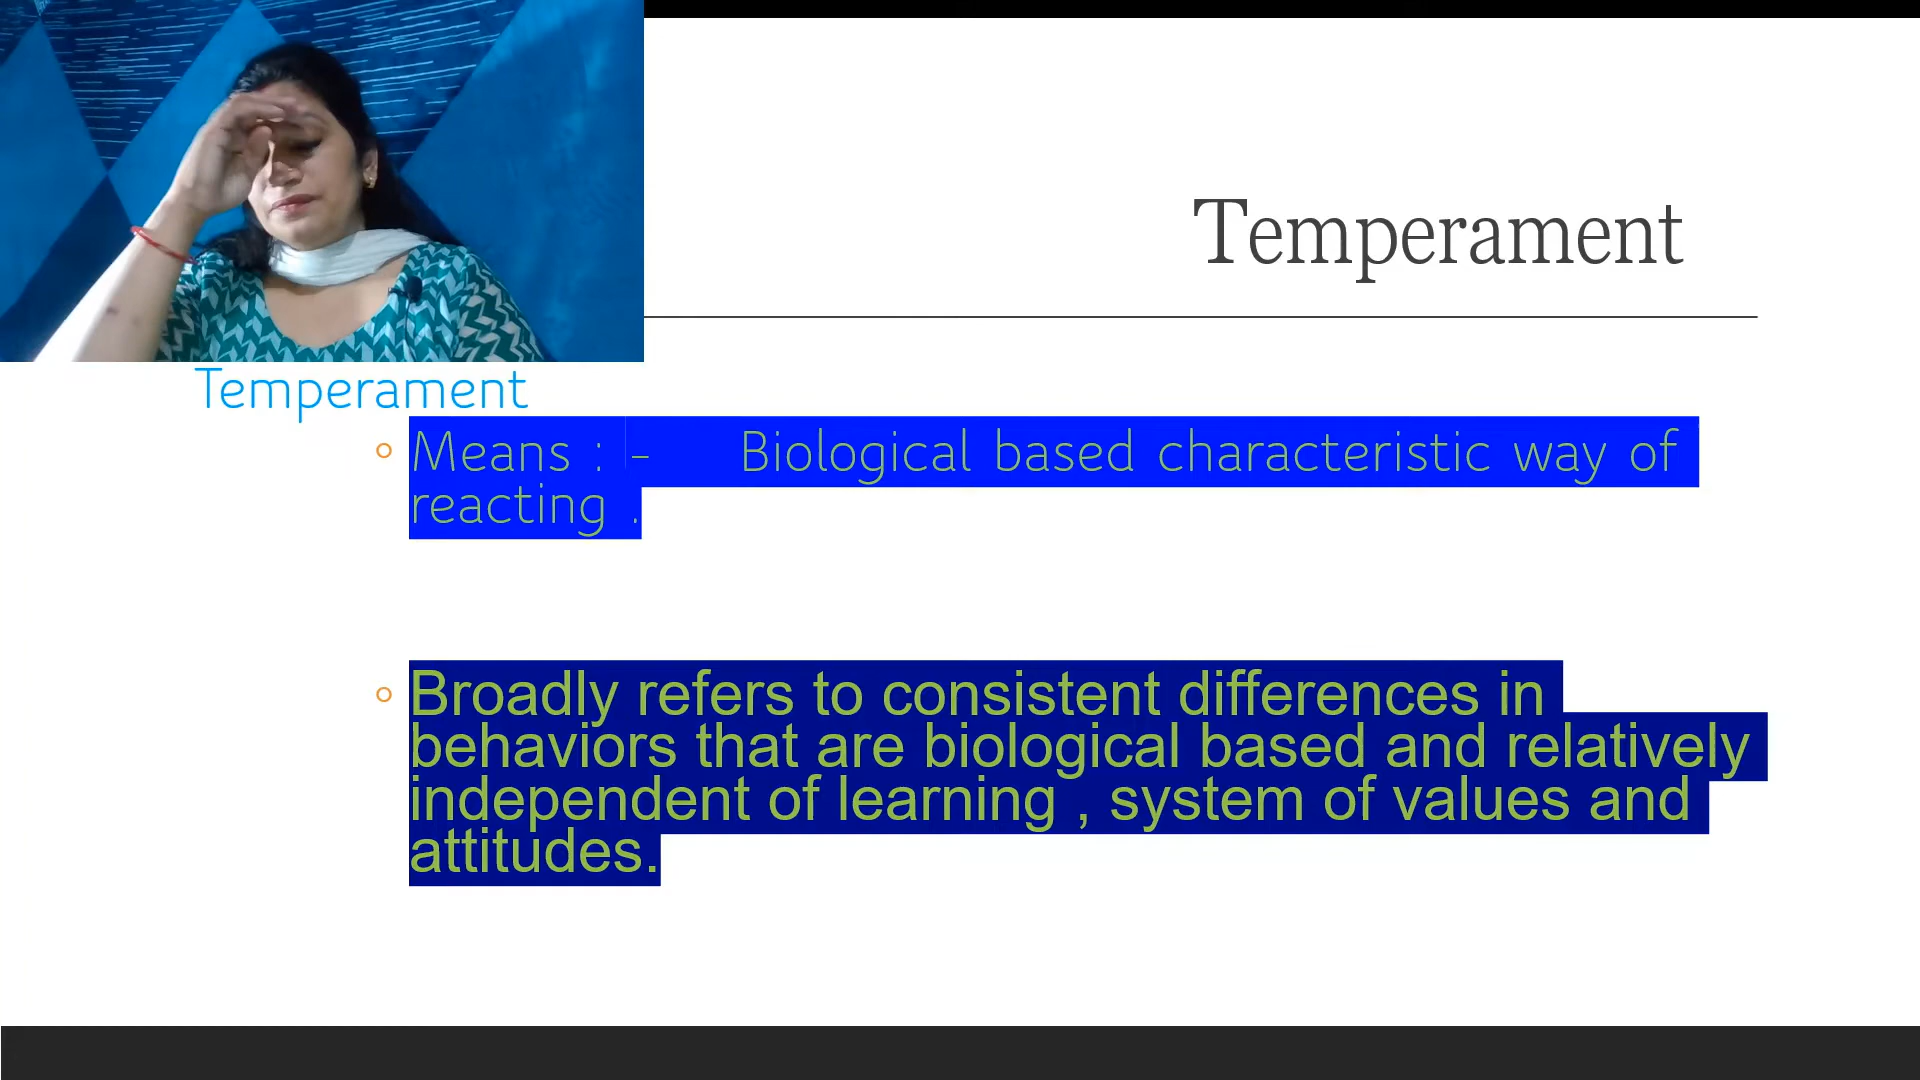 Temperament
Temperament
Means : - Biological based characteristic way of
reacting .
Broadly refers to consistent differences in
behaviors that are biological based and relatively
independent of learning , system of values and
attitudes.